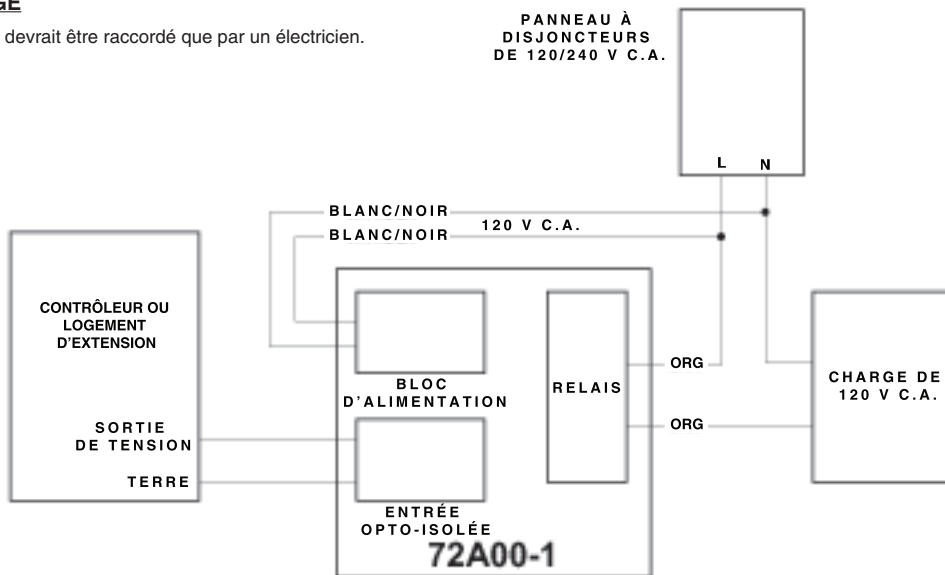 GE
devrait être raccordé que par un électricien.
PANNEAU À
DISJONCTEURS
DE 120/240 V C.A.
L N
BLANC/NOIR
120 V C.A.
BLANC/NOIR
CONTRÔLEUR OU
LOGEMENT
D'EXTENSION
SORTIE
DE TENSION
TERRE
BLOC
D'ALIMENTATION
ENTRÉE
OPTO-ISOLÉE
RELAIS
ORG
ORG
CHARGE DE
120 V C.A.
72A00-1